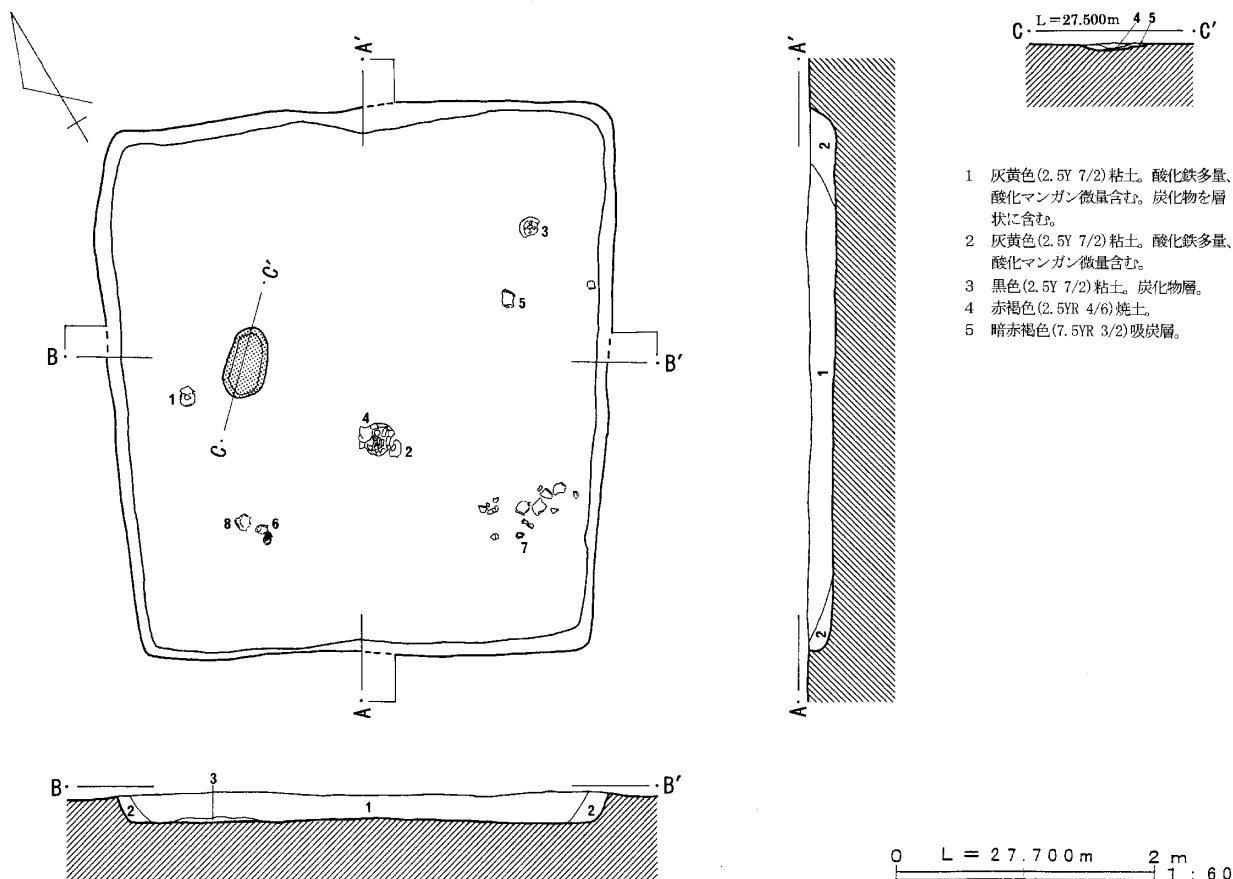 A'
3
5
C'
B
B'
1
C
4
2
8
6
7
A
A'
2
1
2
A
C L=27.500m 4 5 C'
1 灰黄色(2.5Y 7/2)粘土。酸化鉄多量、
酸化マンガン微量含む。炭化物を層
状に含む。
2 灰黄色(2.5Y 7/2)粘土。酸化鉄多量、
酸化マンガン微量含む。
3 黒色(2.5Y 7/2)粘土。炭化物層。
4 赤褐色(2.5YR 4/6)焼土。
5 暗赤褐色(7.5YR 3/2)吸炭層。
B 3 B'
2 1 2
0 L=27.700m 2m
1:60